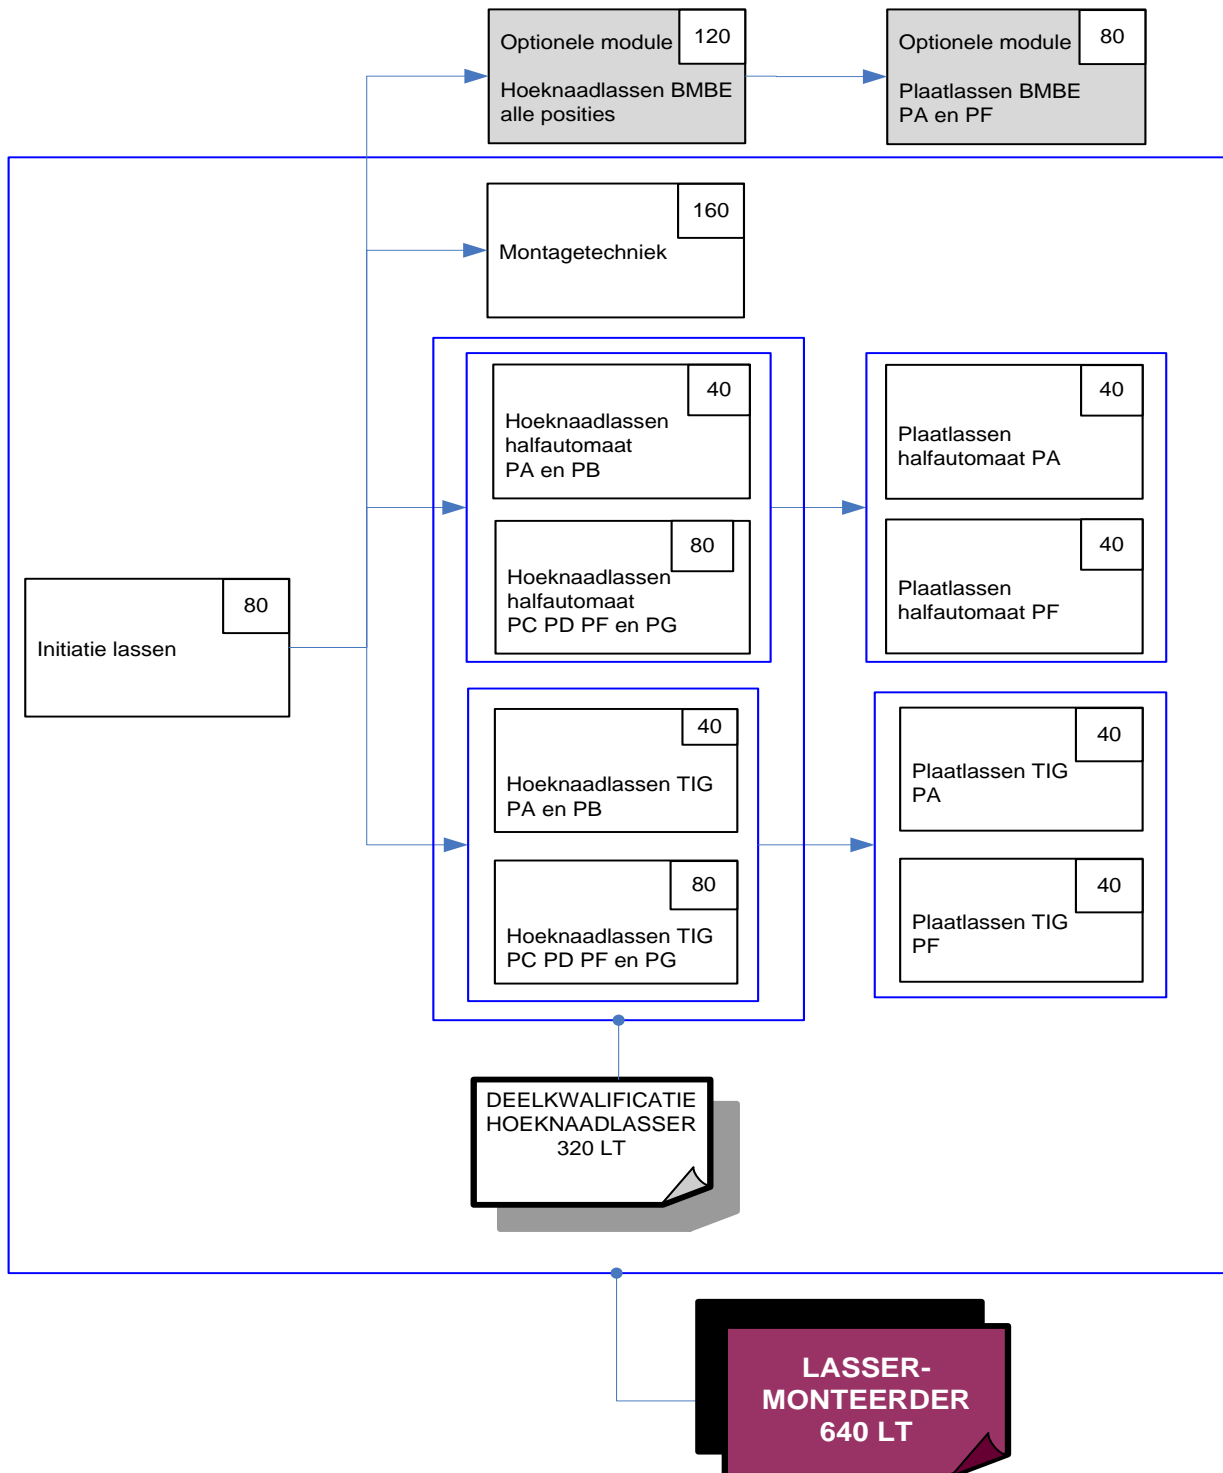 Optionele module
120
Hoeknaadlassen BMBE
alle posities
Optionele module
80
Plaatlassen BMBE
PA en PF
160
Montagetechniek
40
Hoeknaadlassen
halfautomaat
PA en PB
40
Plaatlassen
halfautomaat PA
80
Hoeknaadlassen
halfautomaat
PC PD PF en PG
40
Plaatlassen
halfautomaat PF
80
Initiatie lassen
40
Hoeknaadlassen TIG
PA en PB
40
Plaatlassen TIG
PA
80
Hoeknaadlassen TIG
PC PD PF en PG
40
Plaatlassen TIG
PF
DEELKWALIFICATIE
HOEKNAADLASSER
320 LT
LASSER-
MONTEERDER
640 LT